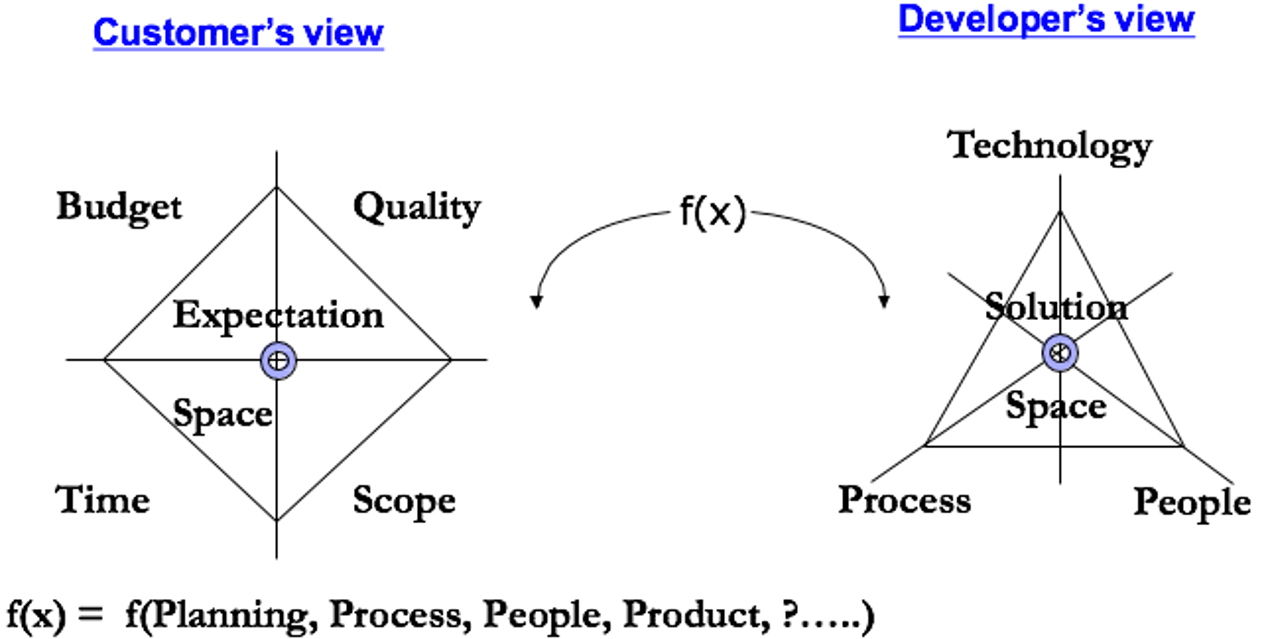 Customer’s view
Developer’s view
Technology
Budget
Quality
f(x)
Expectation
Solution
Space
Space
Time
Scope
Process
People
f(x) = f(Planning, Process, People, Product, ?…..)